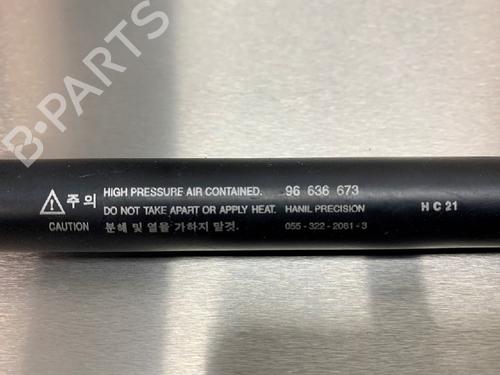 B-PARTS
주의 HIGH PRESSURE AIR CONTAINED. 96 636 673
DO NOT TAKE APART OR APPLY HEAT. HANIL PRECISION HC21
CAUTION 분해 및 열을 가하지 말것. 055-322-2061-3